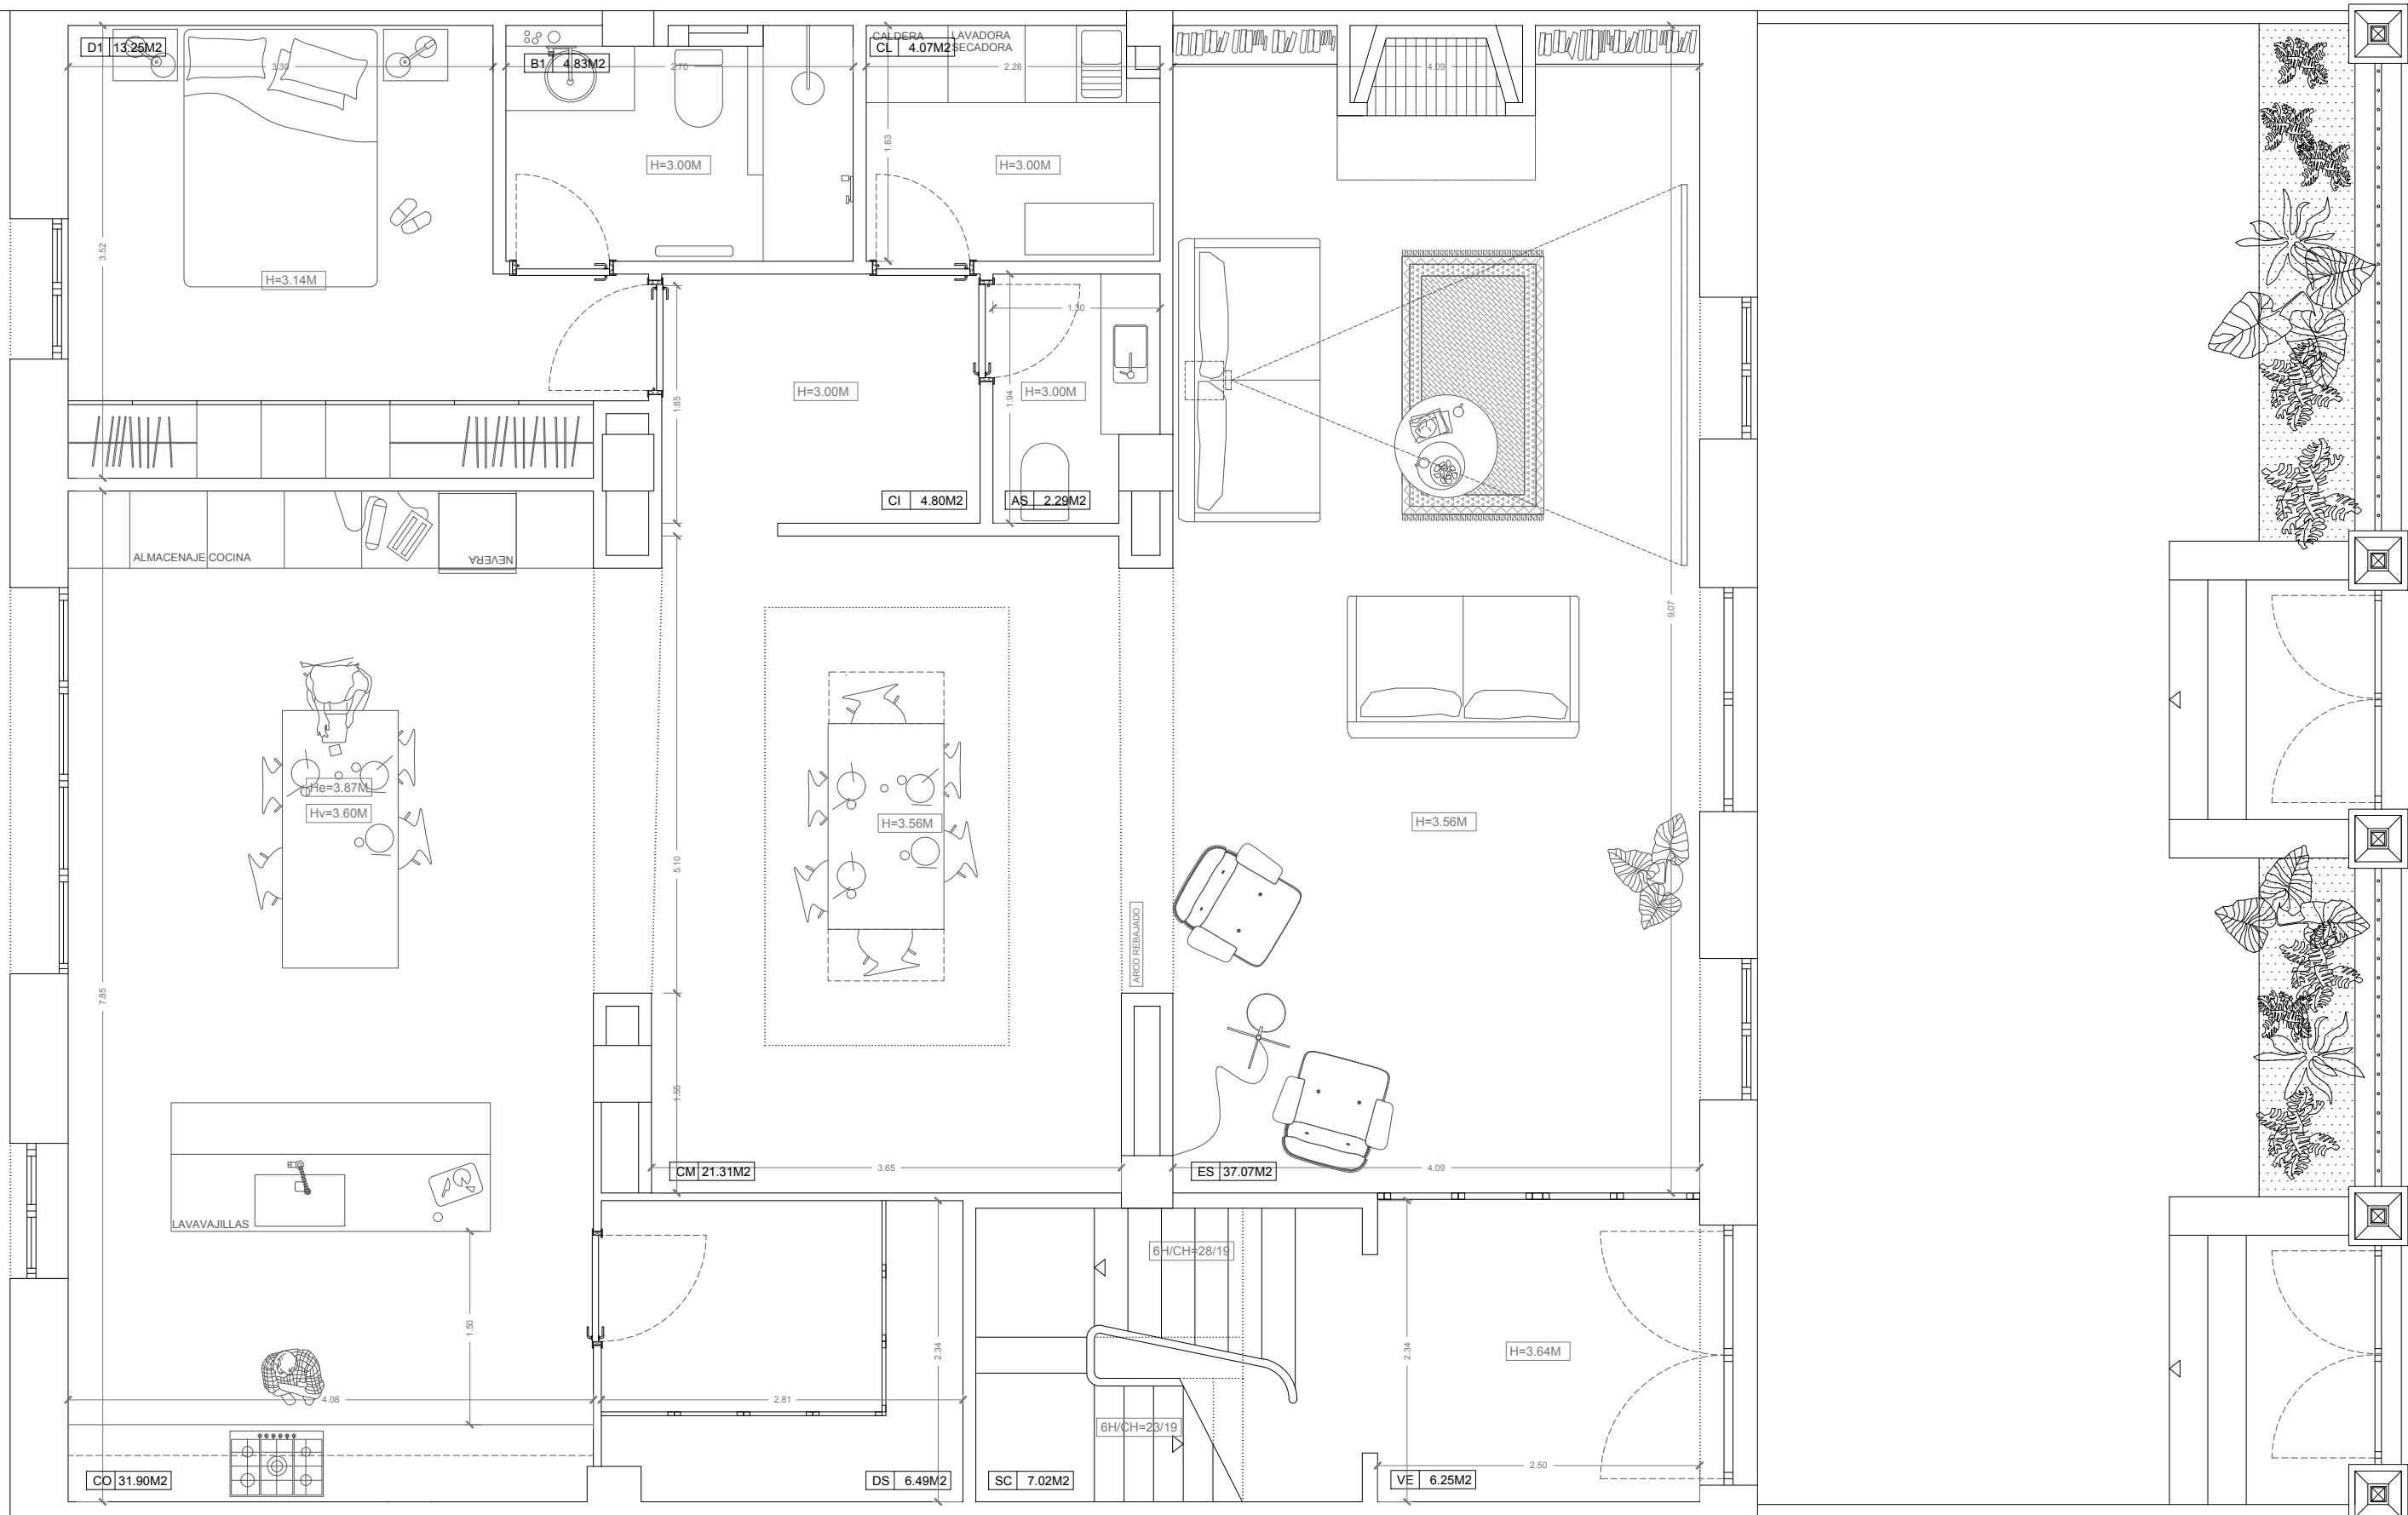 D1 13.25M2
3.30
B1 4.83M2
2.70
CALDERA
LAVADORA
SECADORA
CL 4.07M2
2.28
4.09
1.83
H=3.00M
H=3.00M
3.52
H=3.14M
1.30
1.85
H=3.00M
1.94
H=3.00M
CI 4.80M2
AS 2.29M2
ALMACENAJE COCINA
NEVERA
9.07
He=3.87M
Hv=3.60M
H=3.56M
H=3.56M
5.10
ARCO REBAJADO
7.85
1.55
CM 21.31M2
3.65
ES 37.07M2
4.09
LAVAVAJILLAS
6H/CH=28/19
1.50
2.34
2.34
H=3.64M
4.08
2.81
6H/CH=23/19
2.50
CO 31.90M2
DS 6.49M2
SC 7.02M2
VE 6.25M2